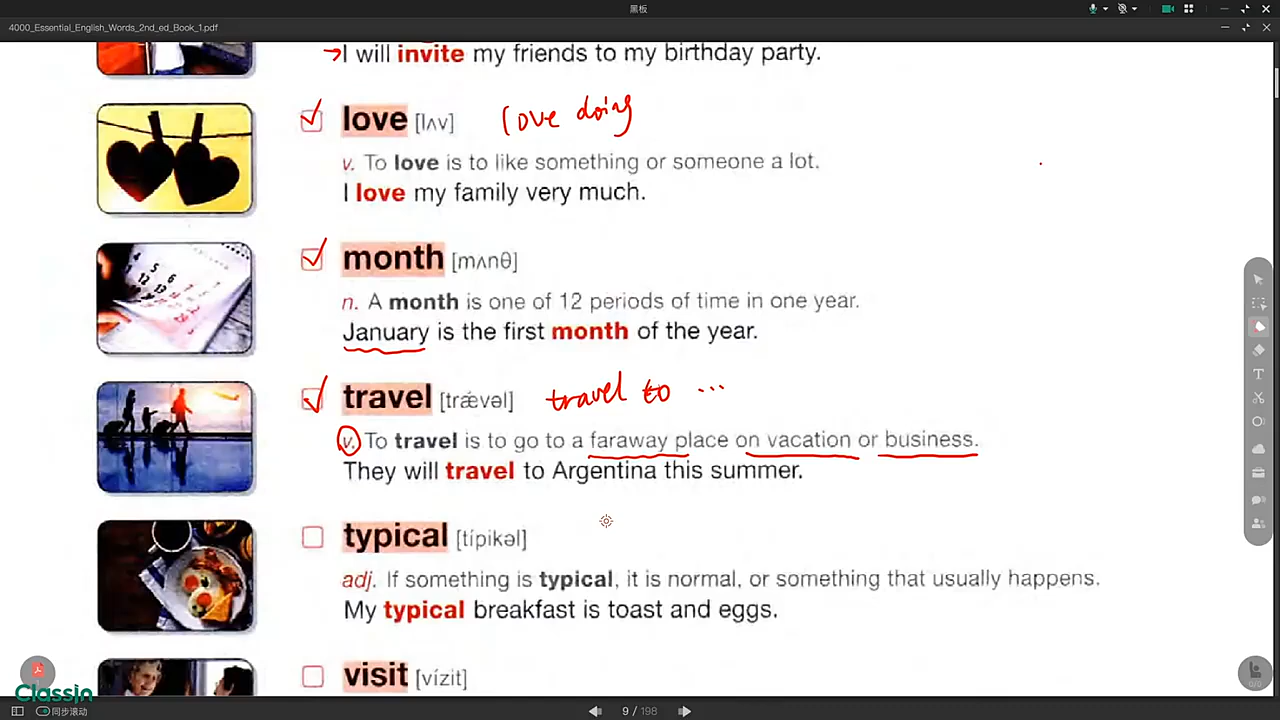 黑板
4000_Essential_English_Words_2nd_ed_Book_1.pdf
I will invite my friends to my birthday party.
love [lʌv] love doing
v. To love is to like something or someone a lot.
I love my family very much.
month [mʌnθ]
n. A month is one of 12 periods of time in one year.
January is the first month of the year.
travel [trǽvəl] travel to ...
v. To travel is to go to a faraway place on vacation or business.
They will travel to Argentina this summer.
typical [típikəl]
adj. If something is typical, it is normal, or something that usually happens.
My typical breakfast is toast and eggs.
visit [vízit]
ClassIn
同步滚动
9 / 198
0/0